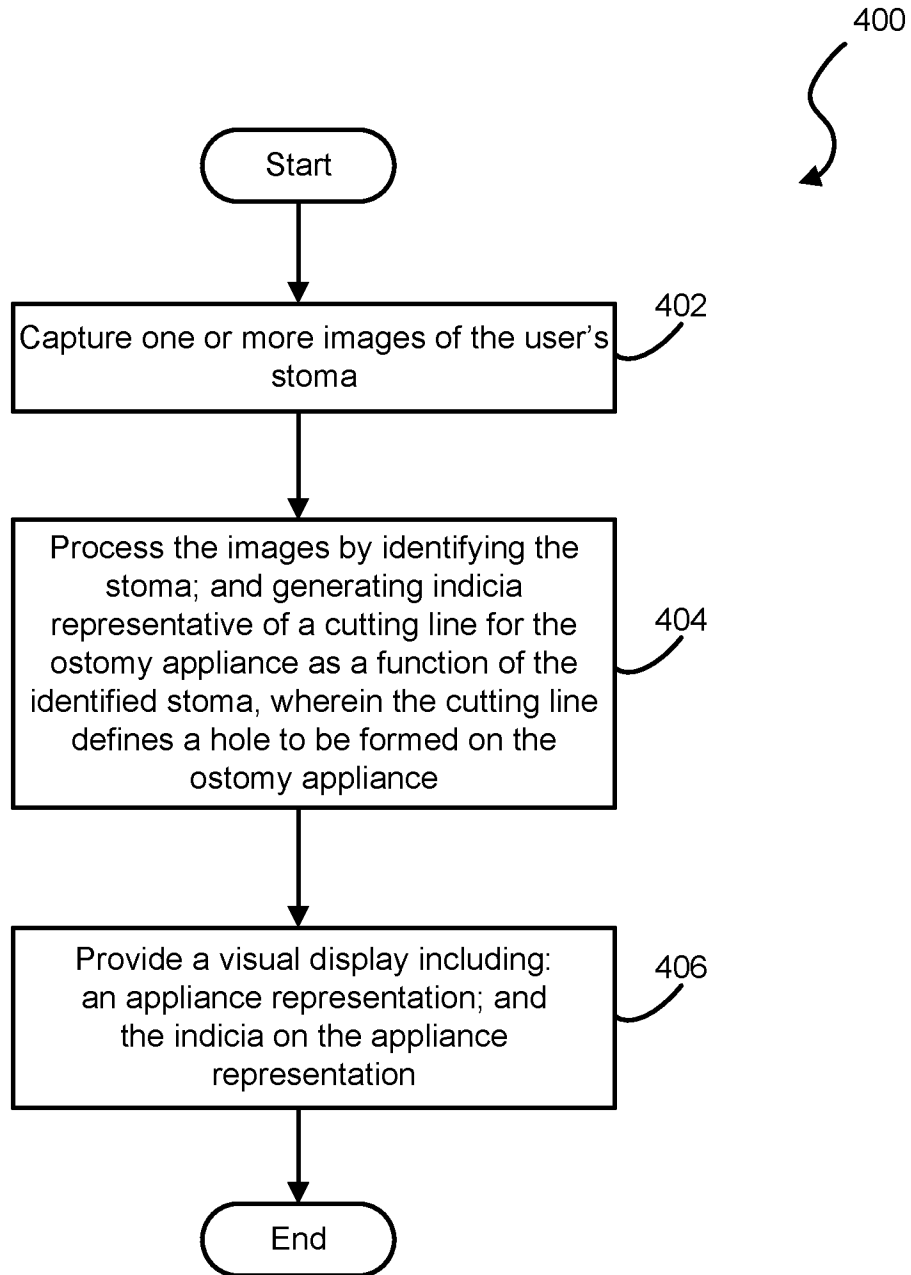 400
Start
402
Capture one or more images of the user's
stoma
Process the images by identifying the
stoma; and generating indicia
representative of a cutting line for the
ostomy appliance as a function of the
identified stoma, wherein the cutting line
defines a hole to be formed on the
ostomy appliance
404
Provide a visual display including:
an appliance representation; and
the indicia on the appliance
representation
406
End